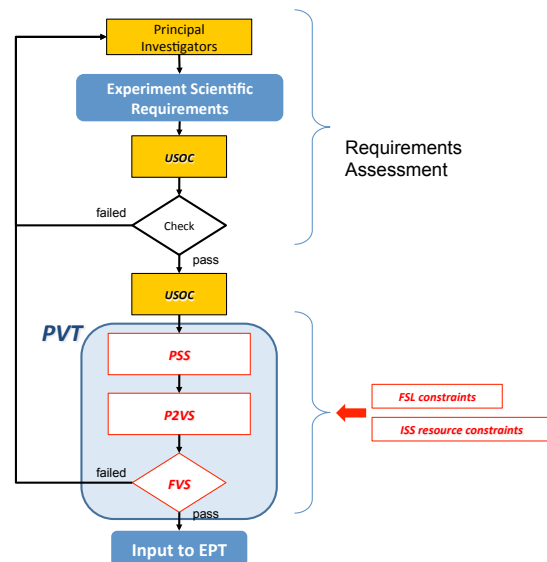 Principal
Investigators
Experiment Scientific
Requirements
USOC
Requirements
Assessment
failed
Check
pass
USOC
PVT
PSS
FSL constraints
P2VS
ISS resource constraints
failed
FVS
pass
Input to EPT